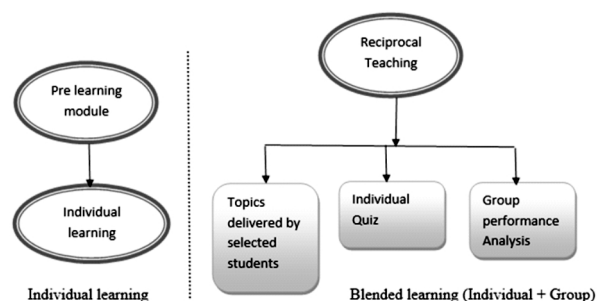 Pre learning
module
Individual
learning
Individual learning
Reciprocal
Teaching
Topics
delivered by
selected
students
Individual
Quiz
Group
performance
Analysis
Blended learning (Individual + Group)